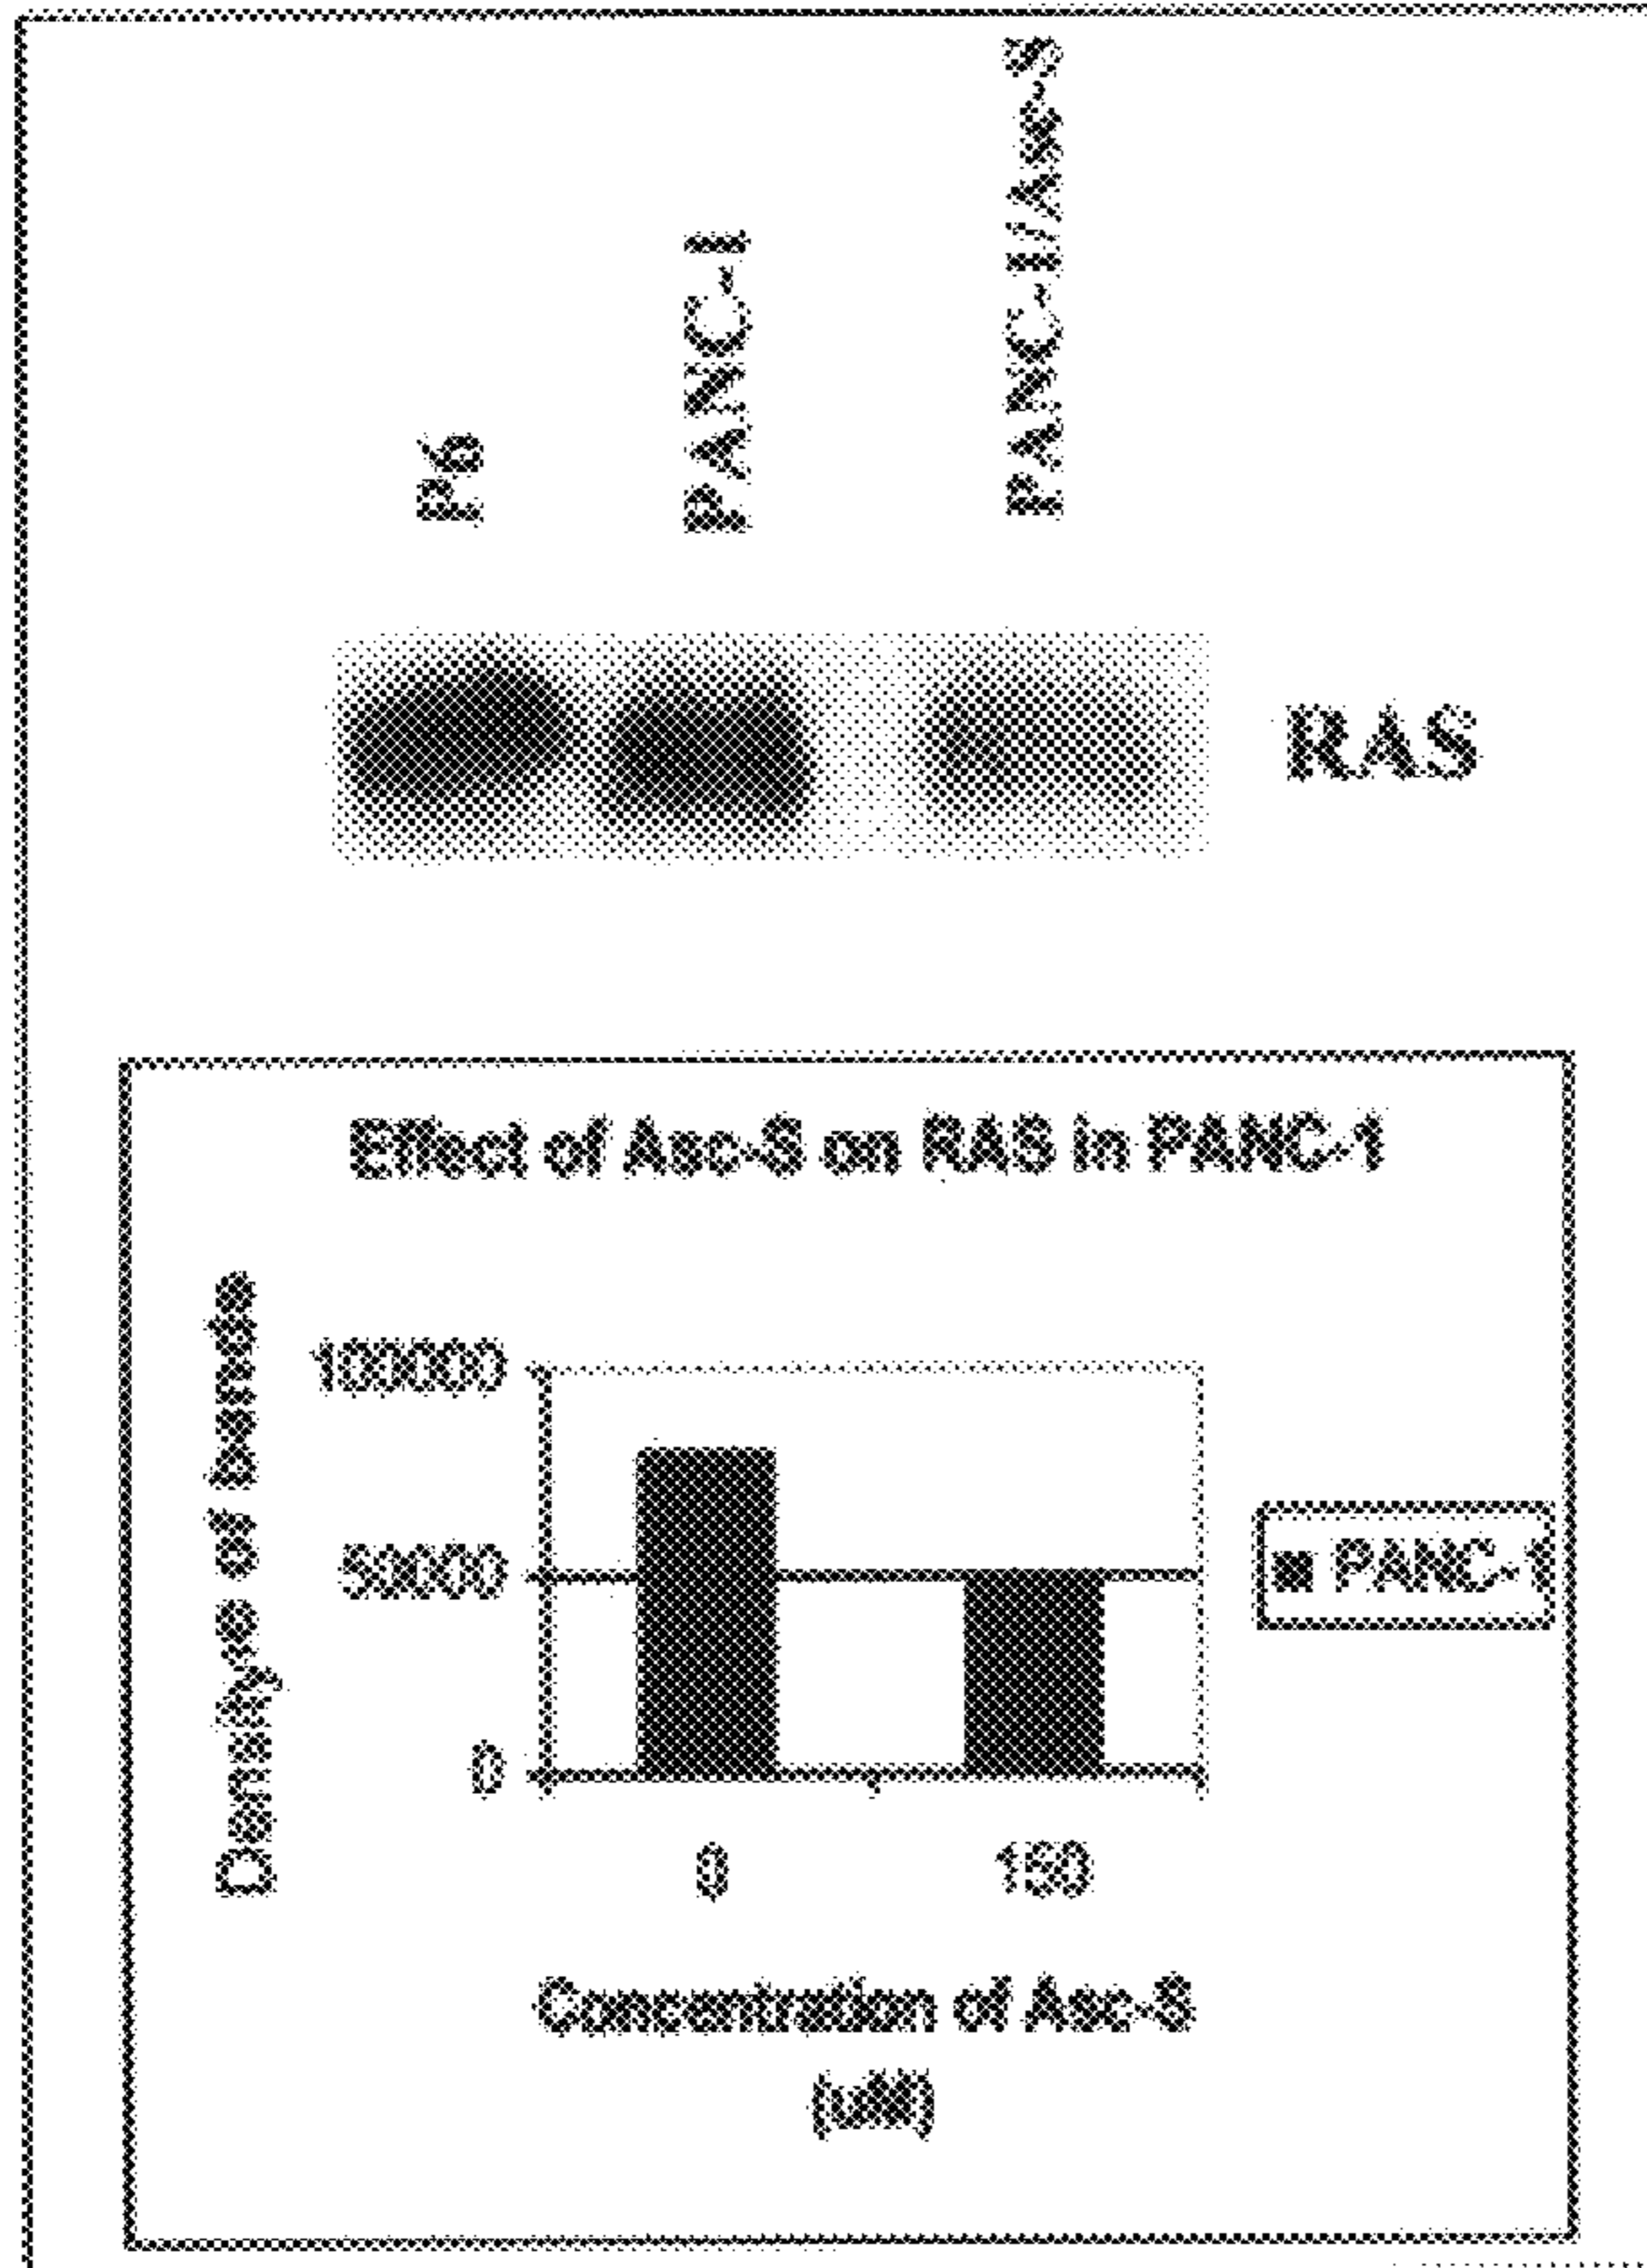 P6
PANC-1
PANC-1/Asc-S
RAS
Effect of Asc-S on RAS in PANC-1
Density of bands
100000
50000
0
0
150
PANC-1
Concentration of Asc-S
(uM)